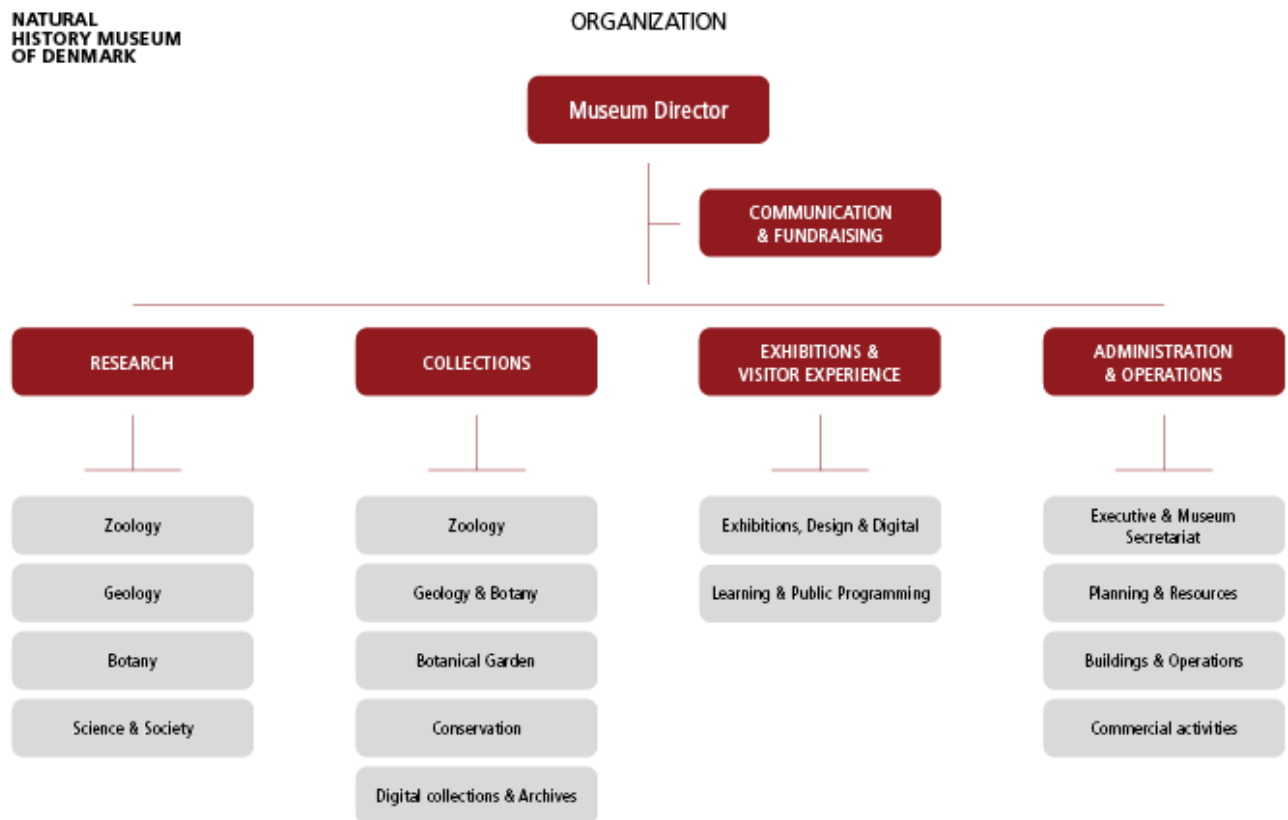 NATURAL
HISTORY MUSEUM
OF DENMARK
ORGANIZATION
Museum Director
COMMUNICATION
& FUNDRAISING
RESEARCH
COLLECTIONS
EXHIBITIONS &
VISITOR EXPERIENCE
ADMINISTRATION
& OPERATIONS
Zoology
Geology
Botany
Science & Society
Zoology
Geology & Botany
Botanical Garden
Conservation
Digital collections & Archives
Exhibitions, Design & Digital
Learning & Public Programming
Executive & Museum
Secretariat
Planning & Resources
Buildings & Operations
Commercial activities